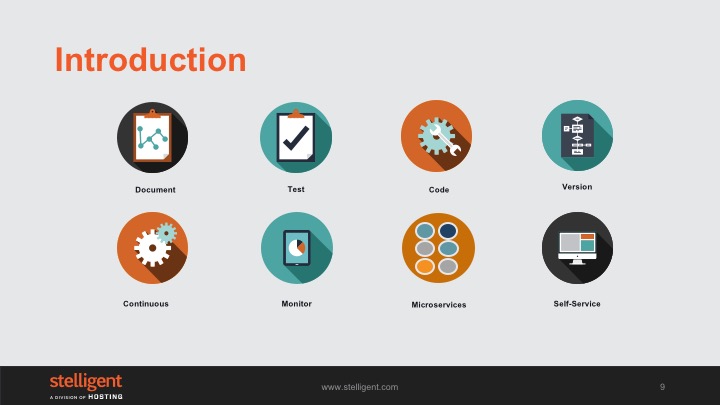 Introduction
Document
Test
Code
Version
Continuous
Monitor
Microservices
Self-Service
stelligent
A DIVISION OF HOSTING
www.stelligent.com
9